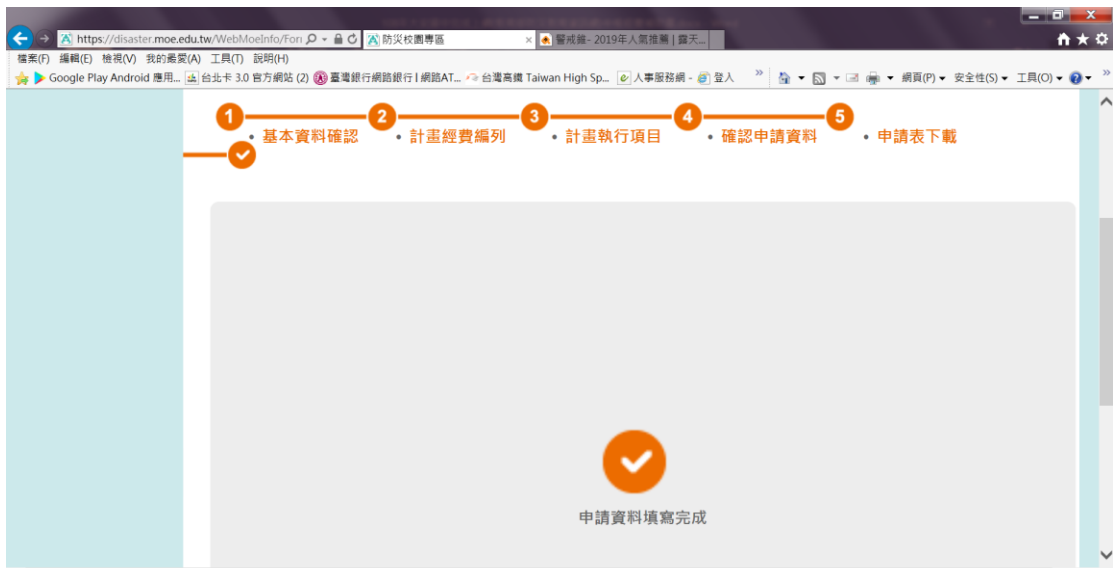 https://disaster.moe.edu.tw/WebMoeInfo/For
防災校園專區
警戒線- 2019年人氣推薦 | 露天...
檔案(F) 編輯(E) 檢視(V) 我的最愛(A) 工具(T) 說明(H)
Google Play Android 應用... 台北卡 3.0 官方網站 (2) 臺灣銀行網路銀行 | 網路AT... 台灣高鐵 Taiwan High Sp... 人事服務網 - 登入 » 網頁(P) 安全性(S) 工具(O) »
1 2 3 4 5
• 基本資料確認 • 計畫經費編列 • 計畫執行項目 • 確認申請資料 • 申請表下載
申請資料填寫完成